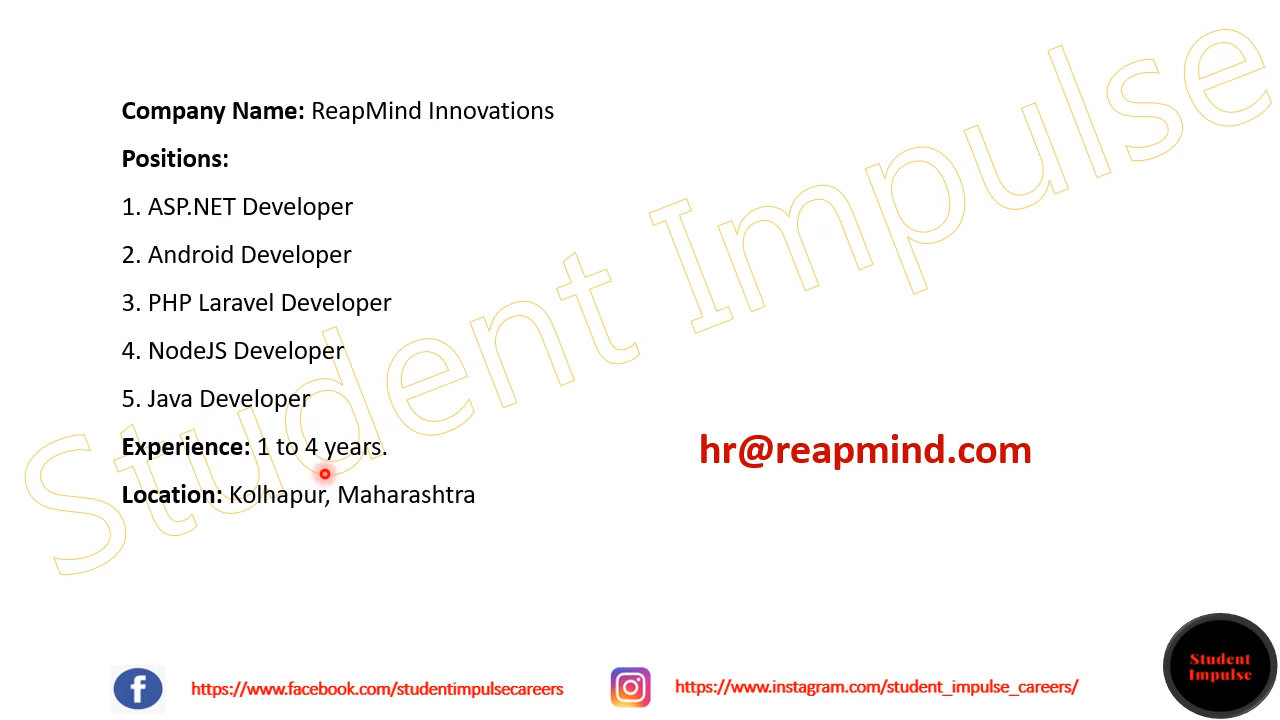 Company Name: ReapMind Innovations
Positions:
1. ASP.NET Developer
2. Android Developer
3. PHP Laravel Developer
4. NodeJS Developer
5. Java Developer
Experience: 1 to 4 years.
Location: Kolhapur, Maharashtra
hr@reapmind.com
Student Impulse
https://www.facebook.com/studentimpulsecareers
https://www.instagram.com/student_impulse_careers/
Student
Impulse